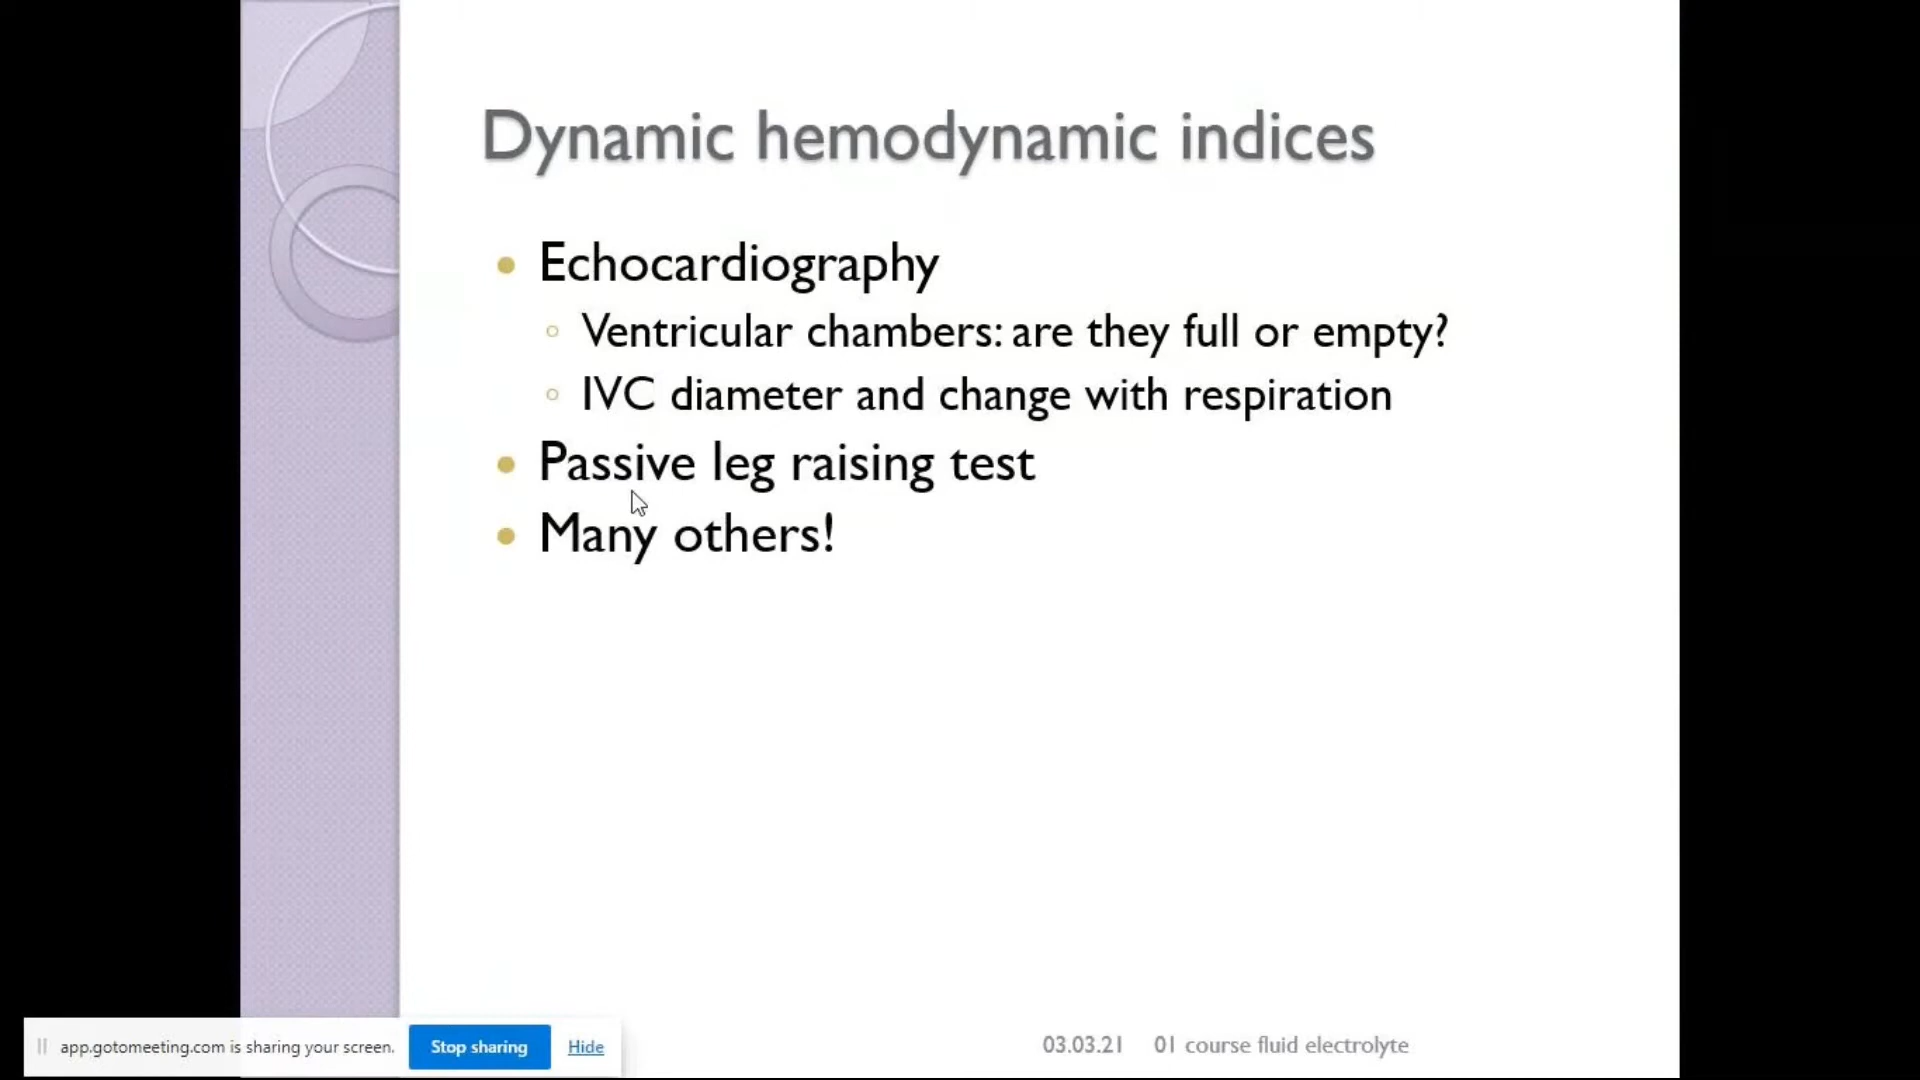 Dynamic hemodynamic indices
Echocardiography
Ventricular chambers: are they full or empty?
IVC diameter and change with respiration
Passive leg raising test
Many others!
app.gotomeeting.com is sharing your screen.
Stop sharing
Hide
03.03.21
01 course fluid electrolyte